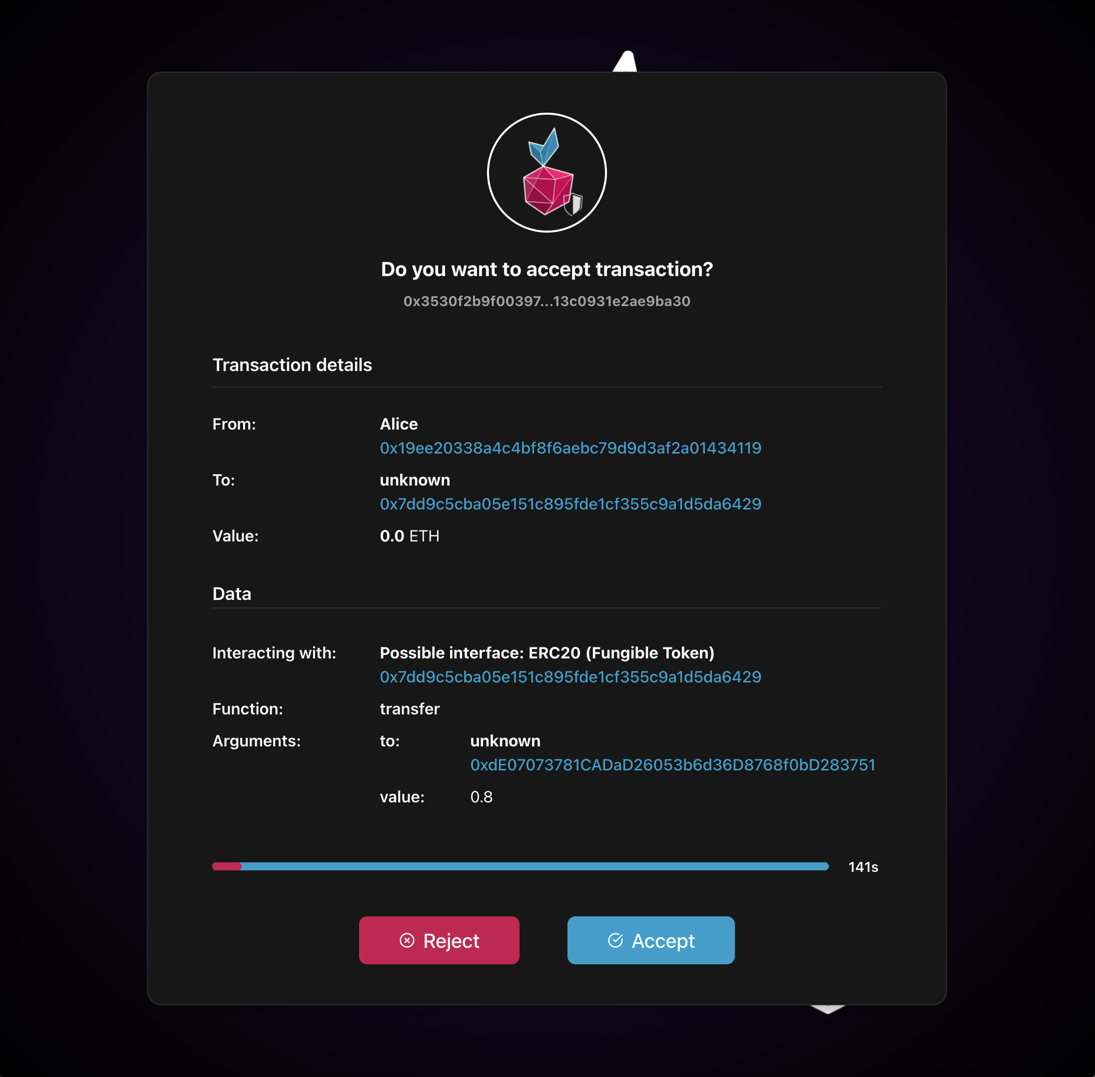 Do you want to accept transaction?
0x3530f2b9f00397...13c0931e2ae9ba30
Transaction details
From: Alice
0x19ee20338a4c4bf8f6aebc79d9d3af2a01434119
To: unknown
0x7dd9c5cba05e151c895fde1cf355c9a1d5da6429
Value: 0.0 ETH
Data
Interacting with: Possible interface: ERC20 (Fungible Token)
0x7dd9c5cba05e151c895fde1cf355c9a1d5da6429
Function: transfer
Arguments: to: unknown
0xdE07073781CADaD26053b6d36D8768f0bD283751
value: 0.8
141s
Reject Accept